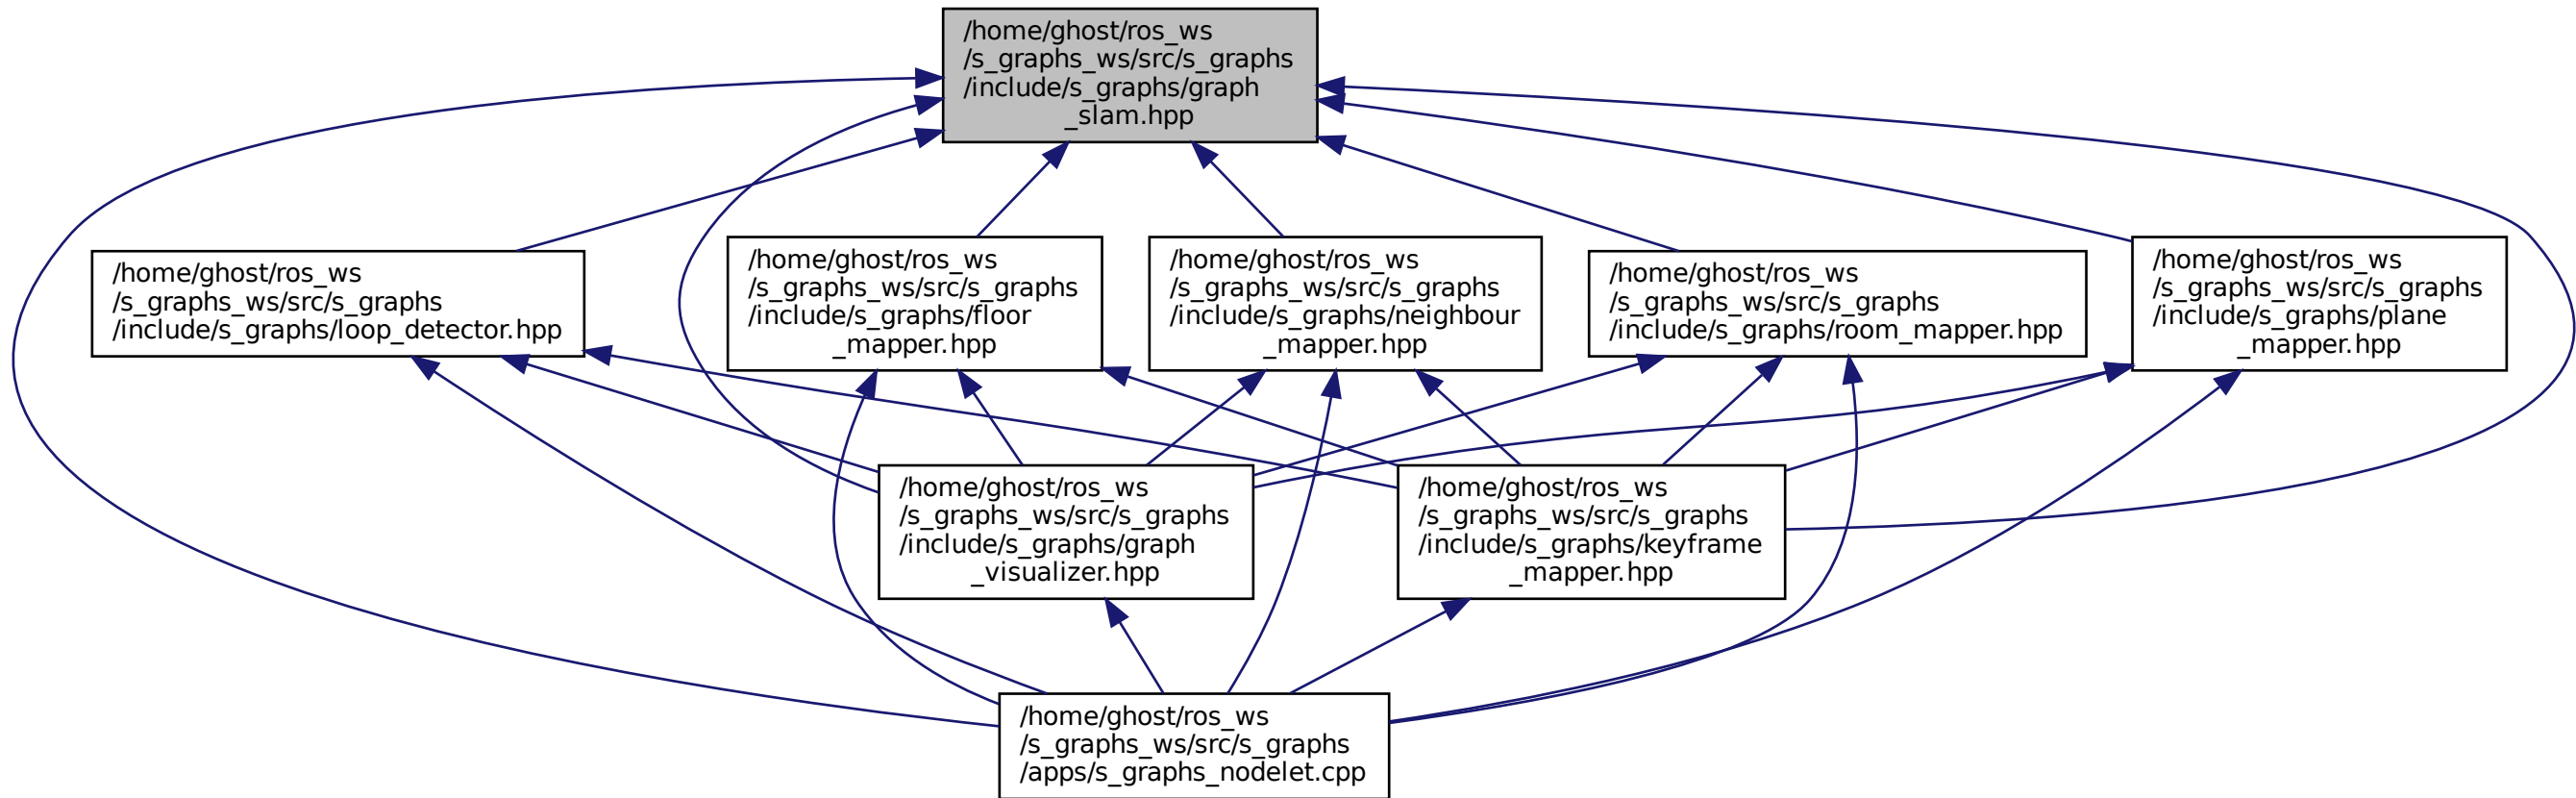 /home/ghost/ros_ws
/s_graphs_ws/src/s_graphs
/include/s_graphs/graph
_slam.hpp
/home/ghost/ros_ws
/s_graphs_ws/src/s_graphs
/include/s_graphs/loop_detector.hpp
/home/ghost/ros_ws
/s_graphs_ws/src/s_graphs
/include/s_graphs/floor
_mapper.hpp
/home/ghost/ros_ws
/s_graphs_ws/src/s_graphs
/include/s_graphs/neighbour
_mapper.hpp
/home/ghost/ros_ws
/s_graphs_ws/src/s_graphs
/include/s_graphs/room_mapper.hpp
/home/ghost/ros_ws
/s_graphs_ws/src/s_graphs
/include/s_graphs/plane
_mapper.hpp
/home/ghost/ros_ws
/s_graphs_ws/src/s_graphs
/include/s_graphs/graph
_visualizer.hpp
/home/ghost/ros_ws
/s_graphs_ws/src/s_graphs
/include/s_graphs/keyframe
_mapper.hpp
/home/ghost/ros_ws
/s_graphs_ws/src/s_graphs
/apps/s_graphs_nodelet.cpp